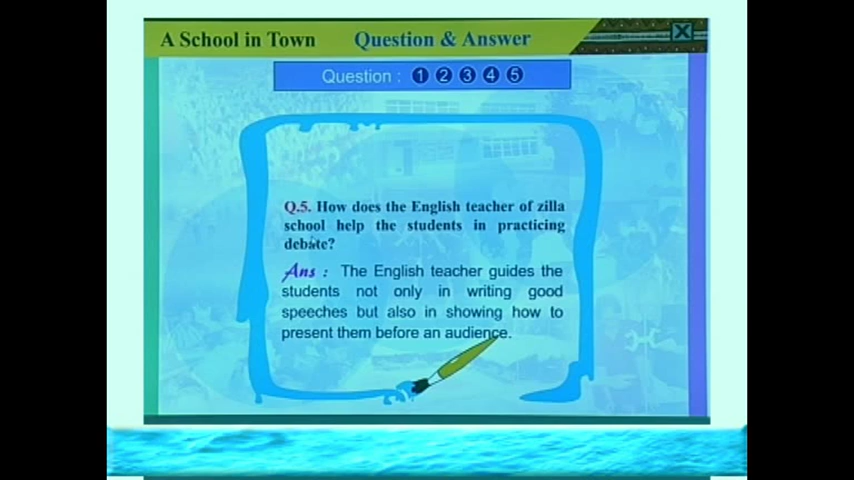 A School in Town Question & Answer
Question : 1 2 3 4 5
Q.5. How does the English teacher of zilla
school help the students in practicing
debate?
Ans : The English teacher guides the
students not only in writing good
speeches but also in showing how to
present them before an audience.